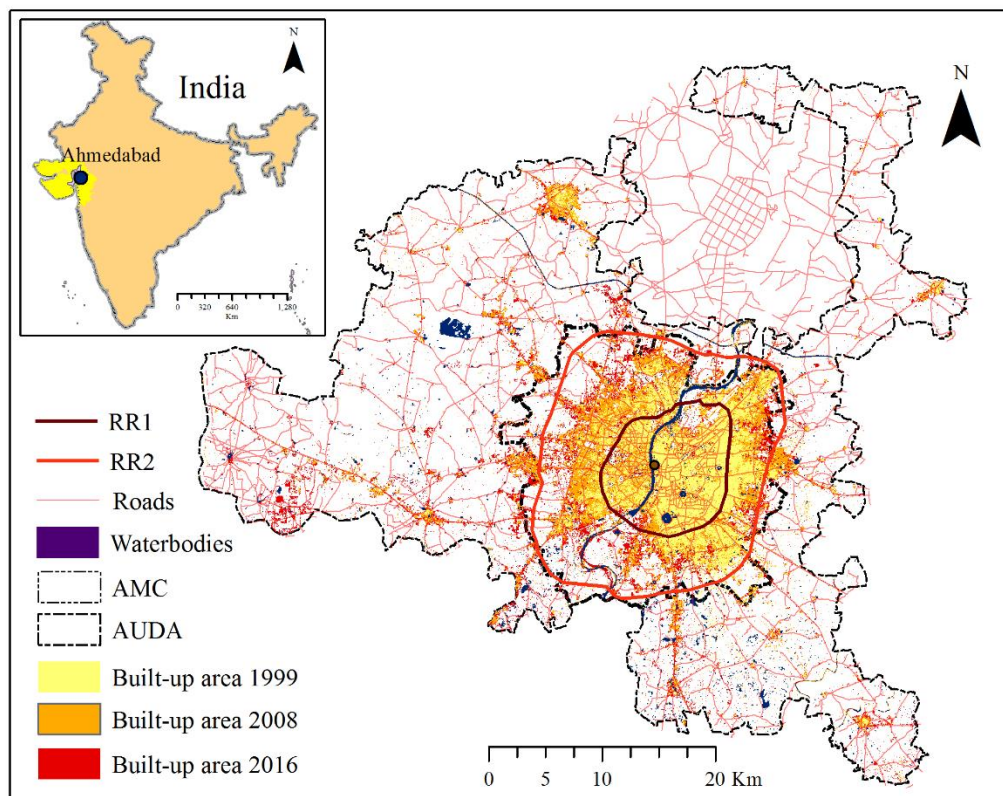 N
India
Ahmedabad
0 320 640 1,280
Km
N
RR1
RR2
Roads
Waterbodies
AMC
AUDA
Built-up area 1999
Built-up area 2008
Built-up area 2016
0 5 10 20 Km